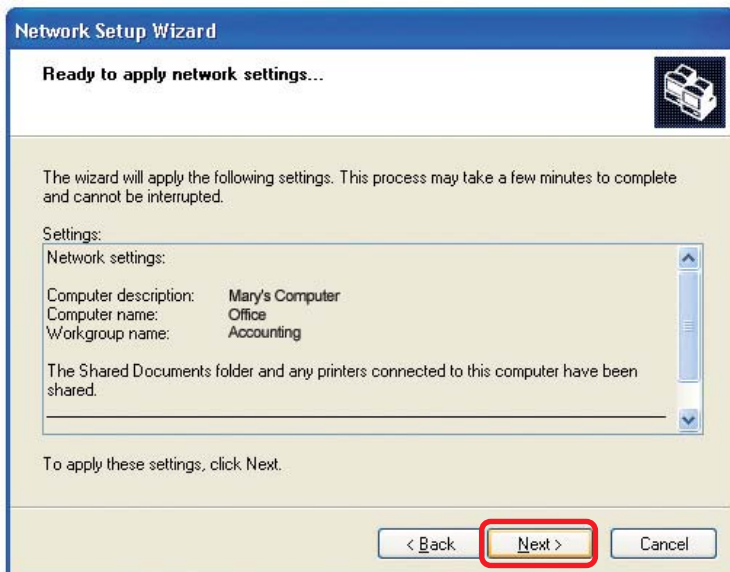 Network Setup Wizard
Ready to apply network settings...
The wizard will apply the following settings. This process may take a few minutes to complete
and cannot be interrupted.
Settings:
Network settings:
Computer description: Mary's Computer
Computer name: Office
Workgroup name: Accounting
The Shared Documents folder and any printers connected to this computer have been
shared.
To apply these settings, click Next.
< Back Next > Cancel